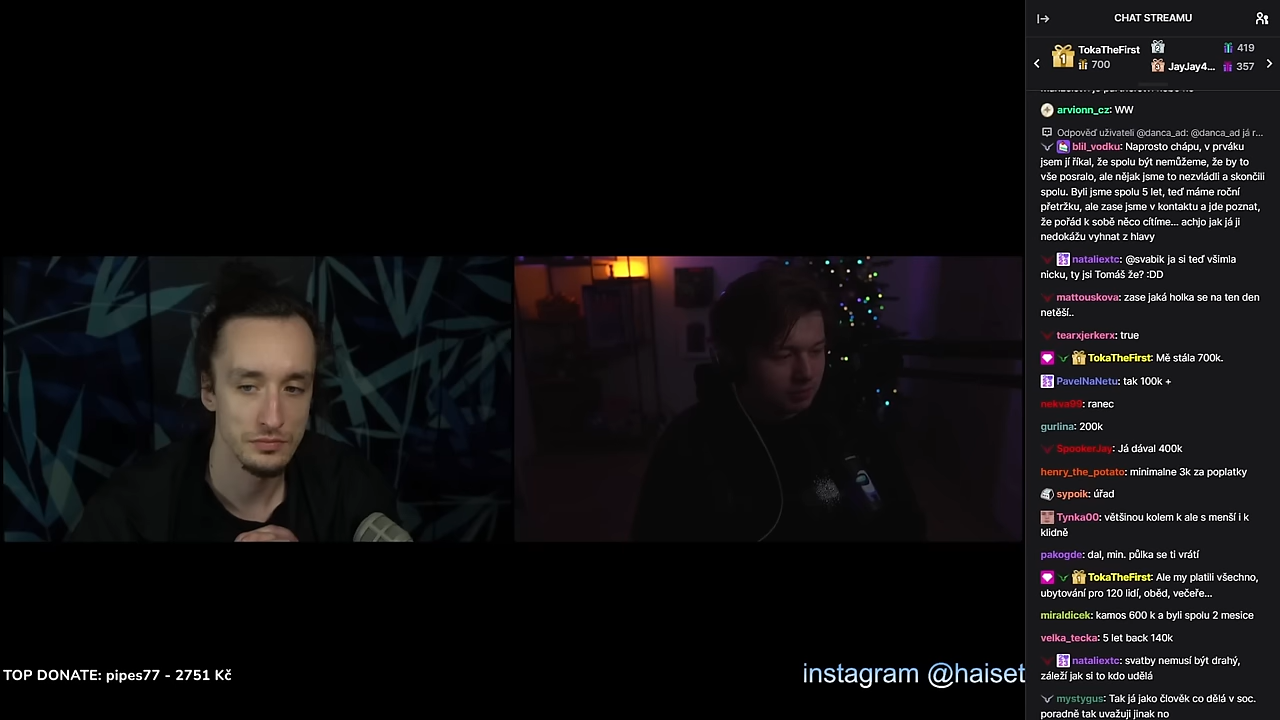 CHAT STREAMU
TokaTheFirst
700
419
JayJay4...
357
arvionn_cz: WW
Odpověď uživateli @danca_ad: @danca_ad já r...
blil_vodku: Naprosto chápu, v prváku
jsem jí říkal, že spolu být nemůžeme, že by to
vše posralo, ale nějak jsme to nezvládli a skončili
spolu. Byli jsme spolu 5 let, teď máme roční
přetržku, ale zase jsme v kontaktu a jde poznat,
že pořád k sobě něco cítíme... achjo jak já ji
nedokážu vyhnat z hlavy
nataliextc: @svabik ja si teď všimla
nicku, ty jsi Tomáš že? :DD
mattouskova: zase jaká holka se na ten den
netěší..
tearxjerkerx: true
TokaTheFirst: Mě stála 700k.
PavelNaNetu: tak 100k +
nekva99: ranec
gurlina: 200k
SpookerJay: Já dával 400k
henry_the_potato: minimalne 3k za poplatky
sypoik: úřad
Tynka00: většinou kolem k ale s menší i k
klidně
pakogde: dal, min. půlka se ti vrátí
TokaTheFirst: Ale my platili všechno,
ubytování pro 120 lidí, oběd, večeře...
miraldicek: kamos 600 k a byli spolu 2 mesice
velka_tecka: 5 let back 140k
nataliextc: svatby nemusí být drahý,
záleží jak si to kdo udělá
mystygus: Tak já jako člověk co dělá v soc.
poradně tak uvažuji jinak no
TOP DONATE: pipes77 - 2751 Kč
instagram @haiset